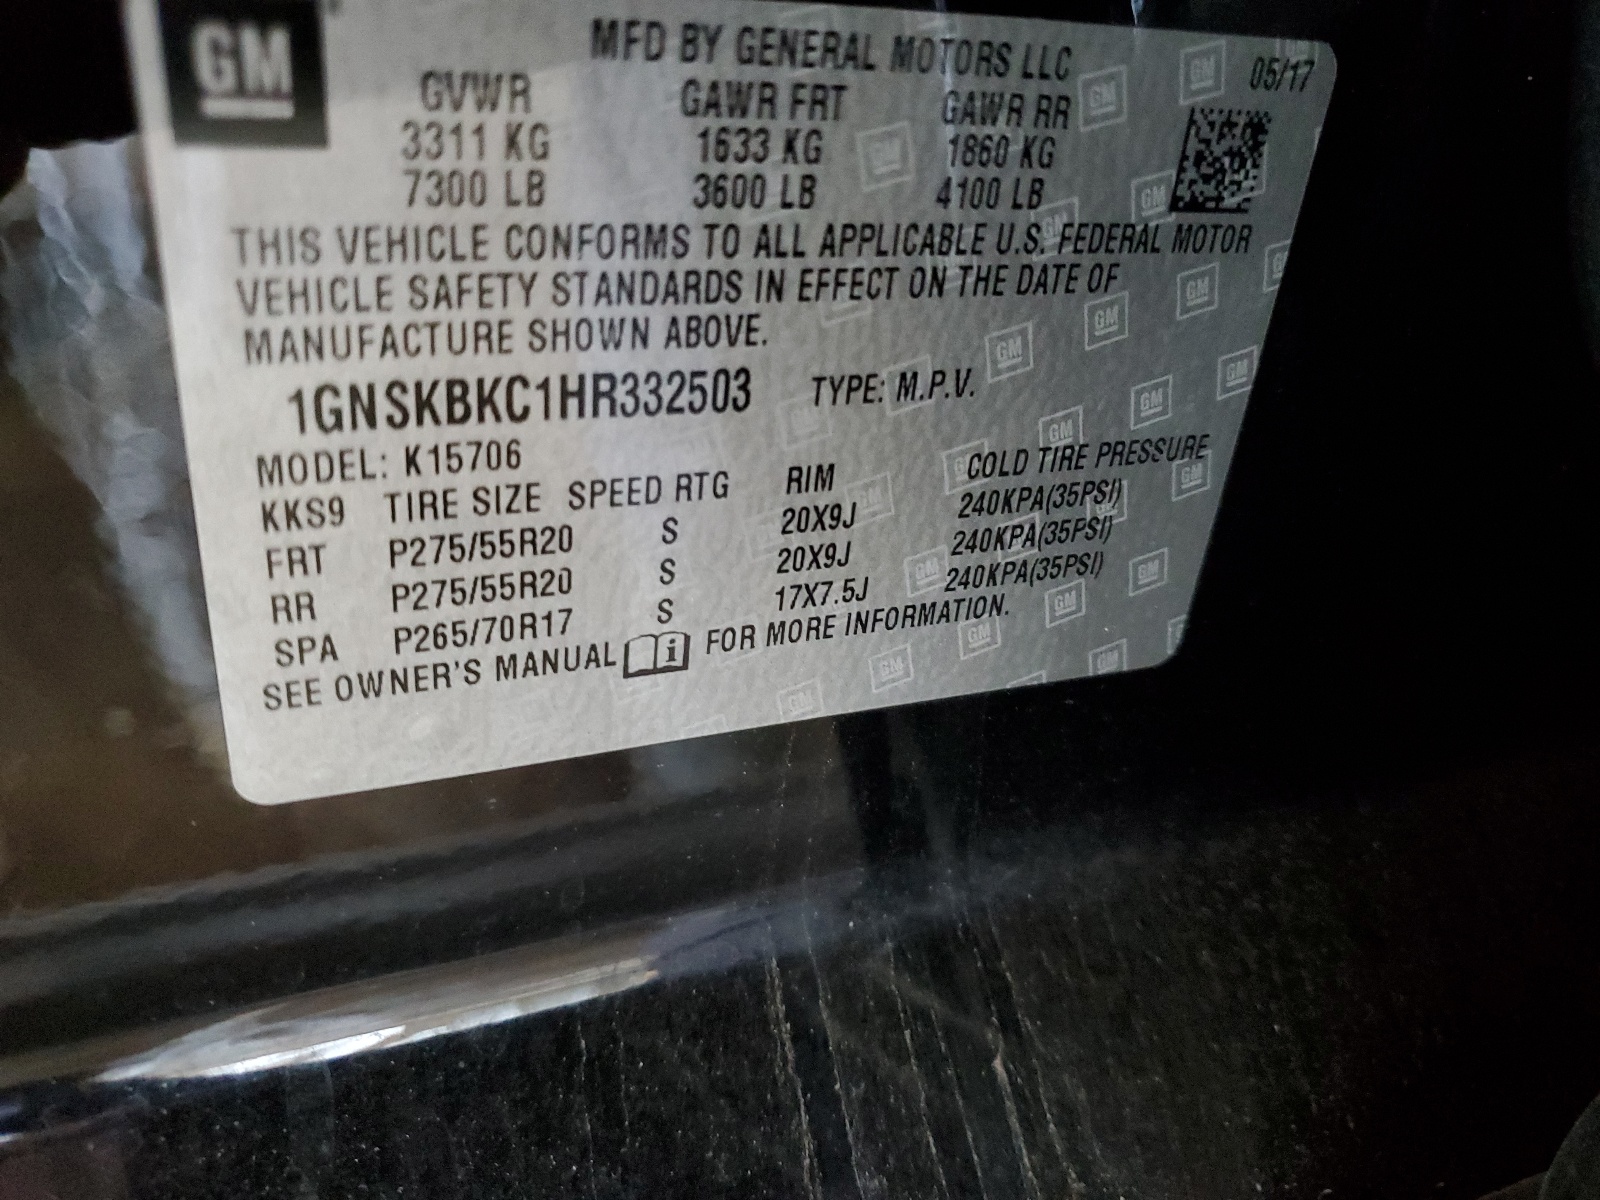 GM
MFD BY GENERAL MOTORS LLC
05/17
GVWR GAWR FRT GAWR RR
3311 KG 1633 KG 1860 KG
7300 LB 3600 LB 4100 LB
THIS VEHICLE CONFORMS TO ALL APPLICABLE U.S. FEDERAL MOTOR
VEHICLE SAFETY STANDARDS IN EFFECT ON THE DATE OF
MANUFACTURE SHOWN ABOVE.
1GNSKBKC1HR332503 TYPE: M.P.V.
MODEL: K15706
KKS9 TIRE SIZE SPEED RTG RIM COLD TIRE PRESSURE
FRT P275/55R20 S 20X9J 240KPA(35PSI)
RR P275/55R20 S 20X9J 240KPA(35PSI)
SPA P265/70R17 S 17X7.5J 240KPA(35PSI)
SEE OWNER'S MANUAL i FOR MORE INFORMATION.